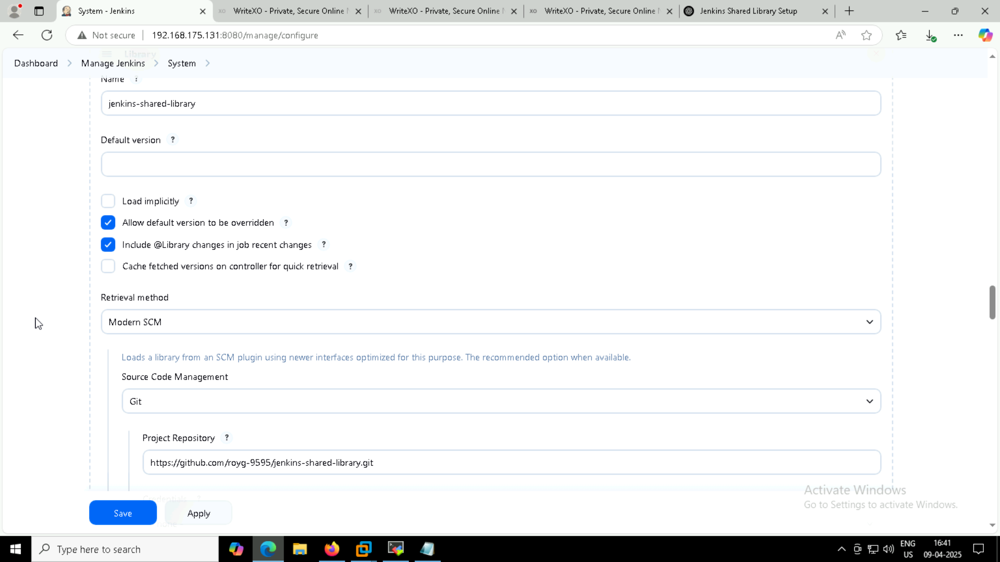 System - Jenkins
WriteXO - Private, Secure Online
WriteXO - Private, Secure Online
WriteXO - Private, Secure Online
Jenkins Shared Library Setup
Not secure
192.168.175.131:8080/manage/configure
Library
Dashboard > Manage Jenkins > System >
Name ?
jenkins-shared-library
Default version ?
Load implicitly ?
Allow default version to be overridden ?
Include @Library changes in job recent changes ?
Cache fetched versions on controller for quick retrieval ?
Retrieval method
Modern SCM
Loads a library from an SCM plugin using newer interfaces optimized for this purpose. The recommended option when available.
Source Code Management
Git
Project Repository ?
https://github.com/royg-9595/jenkins-shared-library.git
Credentials ?
none
Save
Apply
Activate Windows
Go to Settings to activate Windows.
Type here to search
ENG
US
16:41
09-04-2025